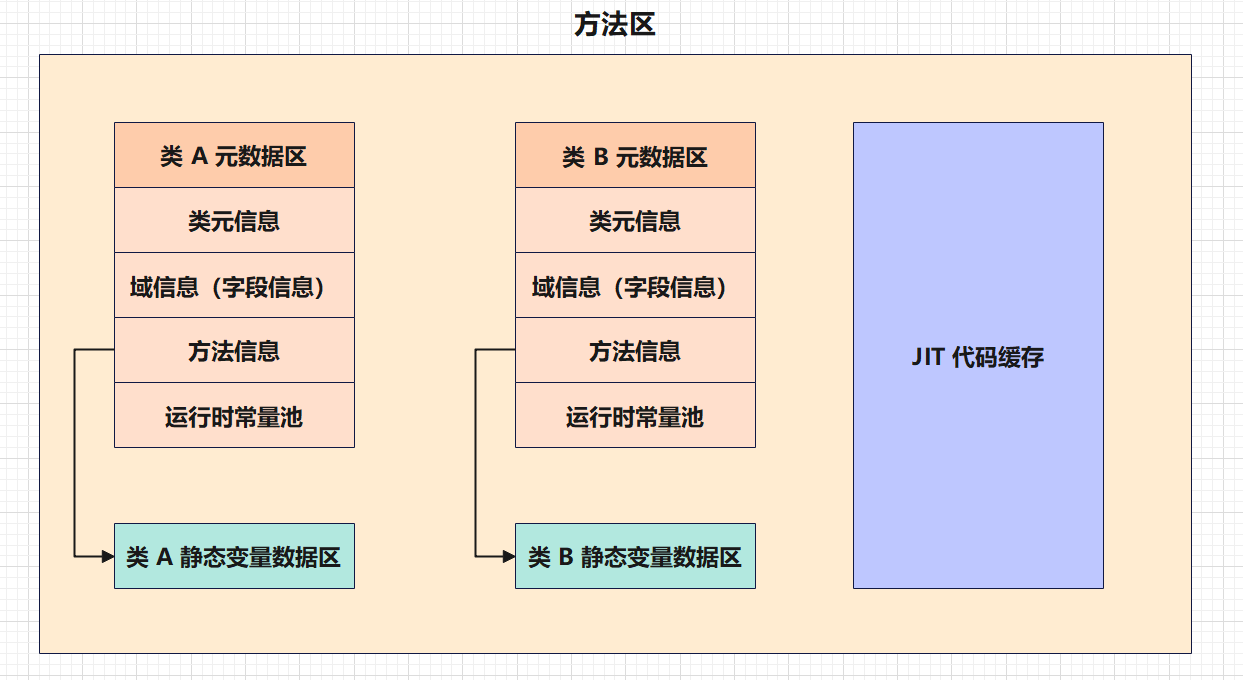 方法区
类 A 元数据区
类元信息
域信息（字段信息）
方法信息
运行时常量池
类 A 静态变量数据区
类 B 元数据区
类元信息
域信息（字段信息）
方法信息
运行时常量池
类 B 静态变量数据区
JIT 代码缓存